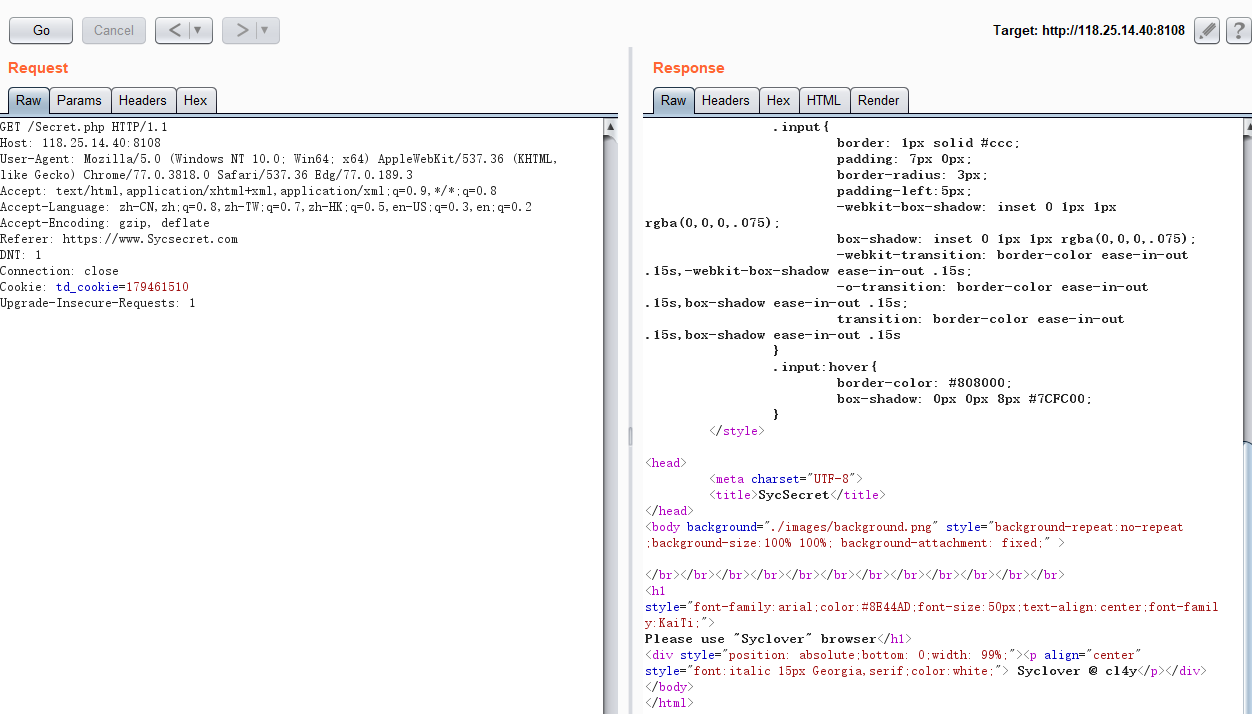 Go Cancel < ▼ > ▼ Target: http://118.25.14.40:8108 ?
Request
Raw Params Headers Hex
GET /Secret.php HTTP/1.1
Host: 118.25.14.40:8108
User-Agent: Mozilla/5.0 (Windows NT 10.0; Win64; x64) AppleWebKit/537.36 (KHTML,
like Gecko) Chrome/77.0.3818.0 Safari/537.36 Edg/77.0.189.3
Accept: text/html,application/xhtml+xml,application/xml;q=0.9,*/*;q=0.8
Accept-Language: zh-CN,zh;q=0.8,zh-TW;q=0.7,zh-HK;q=0.5,en-US;q=0.3,en;q=0.2
Accept-Encoding: gzip, deflate
Referer: https://www.Sycsecret.com
DNT: 1
Connection: close
Cookie: td_cookie=179461510
Upgrade-Insecure-Requests: 1
Response
Raw Headers Hex HTML Render
.input{
border: 1px solid #ccc;
padding: 7px 0px;
border-radius: 3px;
padding-left:5px;
-webkit-box-shadow: inset 0 1px 1px
rgba(0,0,0,.075);
box-shadow: inset 0 1px 1px rgba(0,0,0,.075);
-webkit-transition: border-color ease-in-out
.15s,-webkit-box-shadow ease-in-out .15s;
-o-transition: border-color ease-in-out
.15s,box-shadow ease-in-out .15s;
transition: border-color ease-in-out
.15s,box-shadow ease-in-out .15s
}
.input:hover{
border-color: #808000;
box-shadow: 0px 0px 8px #7CFC00;
}
</style>
<head>
<meta charset="UTF-8">
<title>SycSecret</title>
</head>
<body background="./images/background.png" style="background-repeat:no-repeat
;background-size:100% 100%; background-attachment: fixed;" >
</br></br></br></br></br></br></br></br></br></br></br></br>
<h1
style="font-family:arial;color:#8E44AD;font-size:50px;text-align:center;font-famil
y:KaiTi;">
Please use "Syclover" browser</h1>
<div style="position: absolute;bottom: 0;width: 99%;"><p align="center"
style="font:italic 15px Georgia,serif;color:white;"> Syclover @ cl4y</p></div>
</body>
</html>